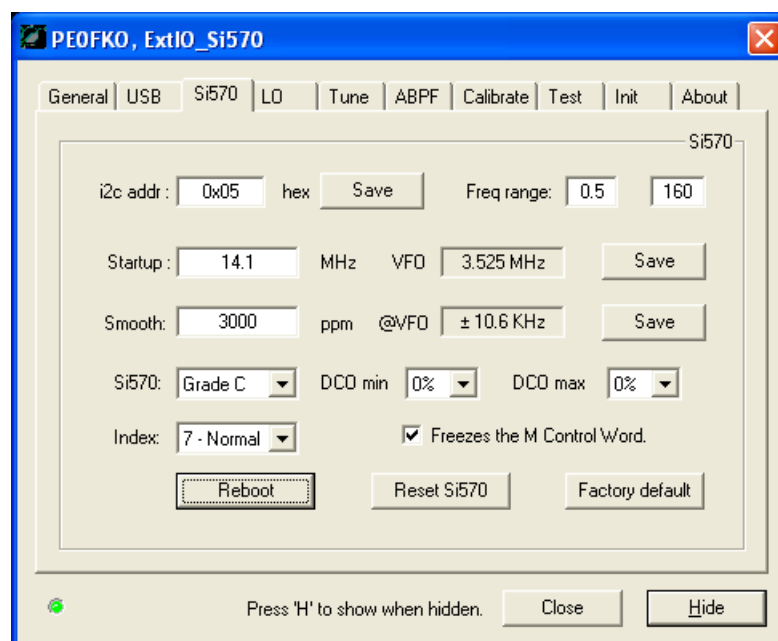 PE0FKO, ExtIO_Si570
General USB Si570 LO Tune ABPF Calibrate Test Init About
Si570
i2c addr : 0x05 hex Save Freq range: 0.5 160
Startup : 14.1 MHz VFO 3.525 MHz Save
Smooth: 3000 ppm @VFO ± 10.6 KHz Save
Si570: Grade C DCO min 0% DCO max 0%
Index: 7 - Normal Freezes the M Control Word.
Reboot Reset Si570 Factory default
Press 'H' to show when hidden. Close Hide